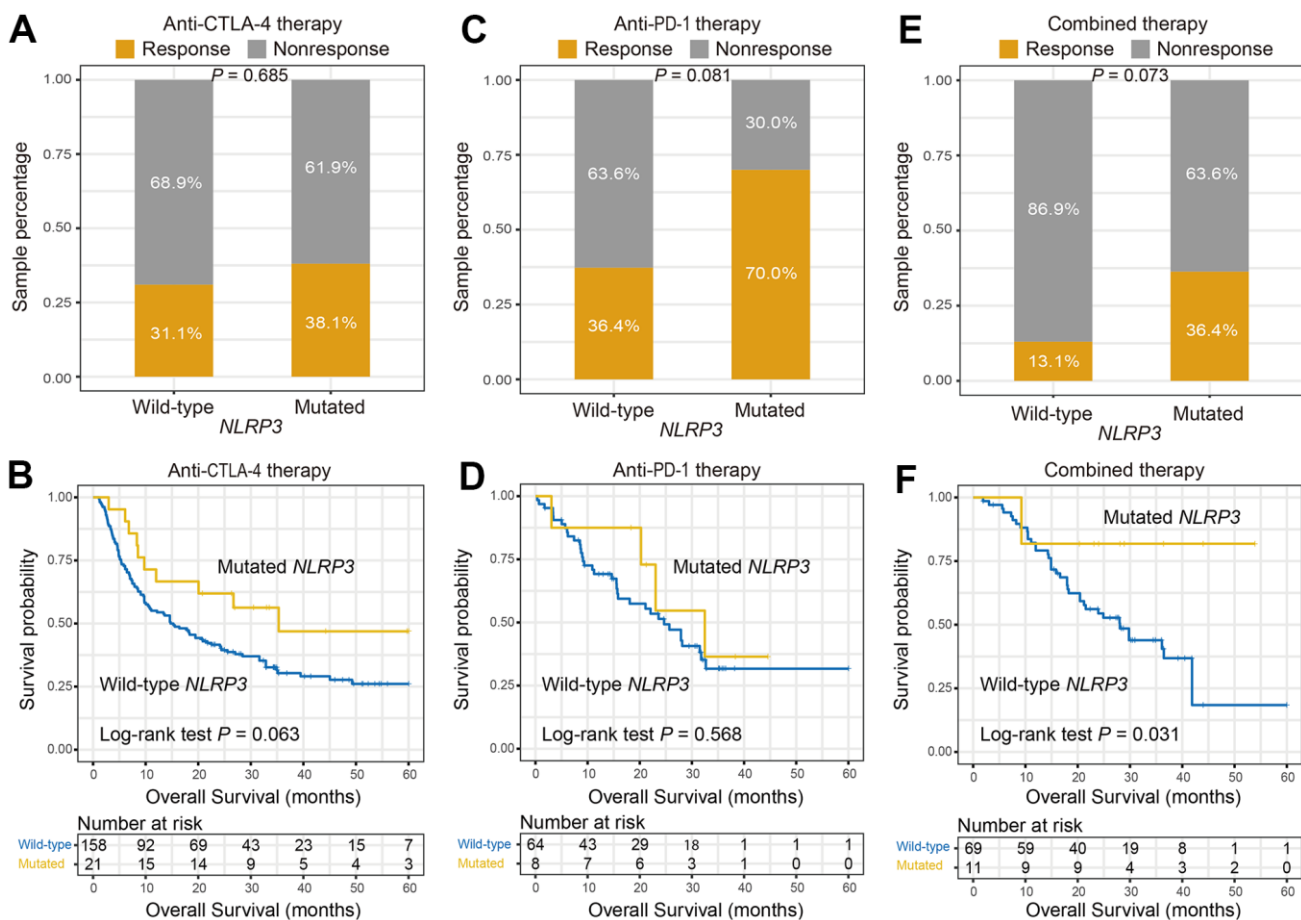 A
Anti-CTLA-4 therapy
Response Nonresponse
P = 0.685
1.00
0.75
0.50
0.25
0.00
Sample percentage
68.9%
31.1%
61.9%
38.1%
Wild-type Mutated
NLRP3
C
Anti-PD-1 therapy
Response Nonresponse
P = 0.081
1.00
0.75
0.50
0.25
0.00
Sample percentage
63.6%
36.4%
30.0%
70.0%
Wild-type Mutated
NLRP3
E
Combined therapy
Response Nonresponse
P = 0.073
1.00
0.75
0.50
0.25
0.00
Sample percentage
86.9%
13.1%
63.6%
36.4%
Wild-type Mutated
NLRP3
B
Anti-CTLA-4 therapy
1.00
0.75
0.50
0.25
0.00
Survival probability
Mutated NLRP3
Wild-type NLRP3
Log-rank test P = 0.063
0 10 20 30 40 50 60
Overall Survival (months)
Number at risk
Wild-type 158 92 69 43 23 15 7
Mutated 21 15 14 9 5 4 3
0 10 20 30 40 50 60
Overall Survival (months)
D
Anti-PD-1 therapy
1.00
0.75
0.50
0.25
0.00
Survival probability
Mutated NLRP3
Wild-type NLRP3
Log-rank test P = 0.568
0 10 20 30 40 50 60
Overall Survival (months)
Number at risk
Wild-type 64 43 29 18 1 1 1
Mutated 8 7 6 3 1 0 0
0 10 20 30 40 50 60
Overall Survival (months)
F
Combined therapy
1.00
0.75
0.50
0.25
0.00
Survival probability
Mutated NLRP3
Wild-type NLRP3
Log-rank test P = 0.031
0 10 20 30 40 50 60
Overall Survival (months)
Number at risk
Wild-type 69 59 40 19 8 1 1
Mutated 11 9 9 4 3 2 0
0 10 20 30 40 50 60
Overall Survival (months)